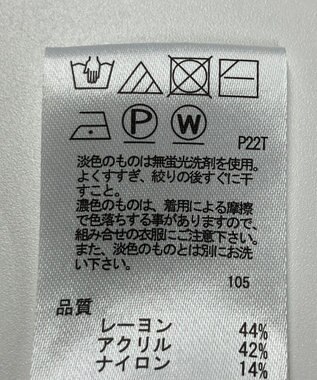 P W P22T
淡色のものは無蛍光洗剤を使用。
よくすすぎ、絞りの後すぐに干
すこと。
濃色のものは、着用による摩擦
で色落ちする事がありますので、
組み合せの衣服にご注意下さい。
また、淡色のものとは別にお洗
い下さい。
105
品質
レーヨン 44%
アクリル 42%
ナイロン 14%